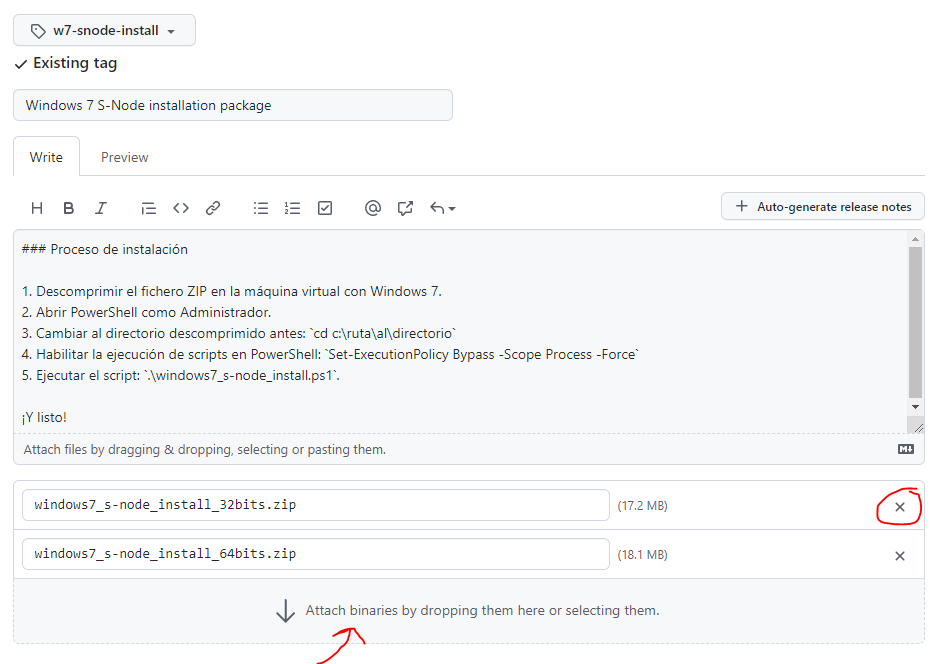 w7-snode-install
Existing tag
Windows 7 S-Node installation package
Write Preview
H B I @ Auto-generate release notes
### Proceso de instalación
1. Descomprimir el fichero ZIP en la máquina virtual con Windows 7.
2. Abrir PowerShell como Administrador.
3. Cambiar al directorio descomprimido antes: `cd c:\ruta\al\directorio`
4. Habilitar la ejecución de scripts en PowerShell: `Set-ExecutionPolicy Bypass -Scope Process -Force`
5. Ejecutar el script: `.\windows7_s-node_install.ps1`.
¡Y listo!
Attach files by dragging & dropping, selecting or pasting them.
windows7_s-node_install_32bits.zip (17.2 MB)
windows7_s-node_install_64bits.zip (18.1 MB)
Attach binaries by dropping them here or selecting them.